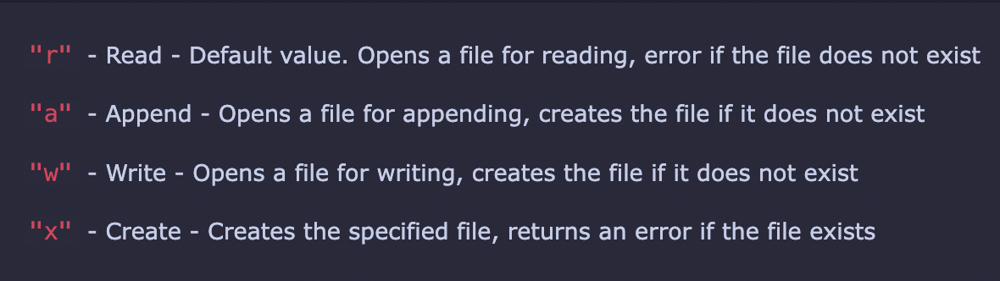 "r" - Read - Default value. Opens a file for reading, error if the file does not exist
"a" - Append - Opens a file for appending, creates the file if it does not exist
"w" - Write - Opens a file for writing, creates the file if it does not exist
"x" - Create - Creates the specified file, returns an error if the file exists